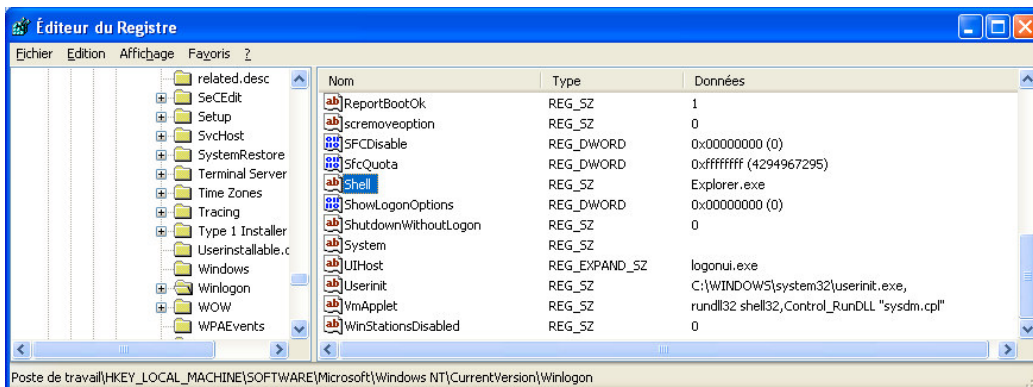 Éditeur du Registre
Fichier Edition Affichage Favoris ?
related.desc
SeCEdit
Setup
SvcHost
SystemRestore
Terminal Server
Time Zones
Tracing
Type 1 Installer
Userinstallable.
Windows
Winlogon
WOW
WPAEvents
Nom Type Données
ReportBootOk REG_SZ 1
scremoveoption REG_SZ 0
SFCDisable REG_DWORD 0x00000000 (0)
SfcQuota REG_DWORD 0xffffffff (4294967295)
Shell REG_SZ Explorer.exe
ShowLogonOptions REG_DWORD 0x00000000 (0)
ShutdownWithoutLogon REG_SZ 0
System REG_SZ
UIHost REG_EXPAND_SZ logonui.exe
Userinit REG_SZ C:\WINDOWS\system32\userinit.exe,
VmApplet REG_SZ rundll32 shell32,Control_RunDLL "sysdm.cpl"
WinStationsDisabled REG_SZ 0
Poste de travail\HKEY_LOCAL_MACHINE\SOFTWARE\Microsoft\Windows NT\CurrentVersion\Winlogon